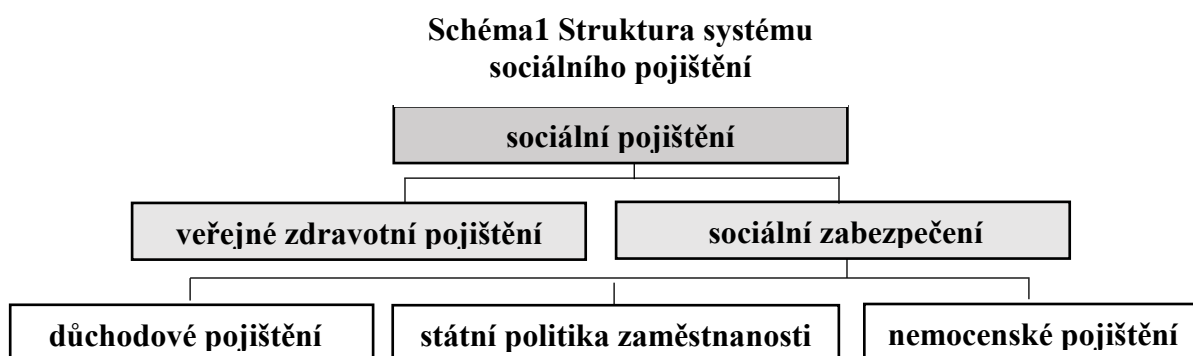 Schéma1 Struktura systému
sociálního pojištění
sociální pojištění
veřejné zdravotní pojištění
sociální zabezpečení
důchodové pojištění
státní politika zaměstnanosti
nemocenské pojištění